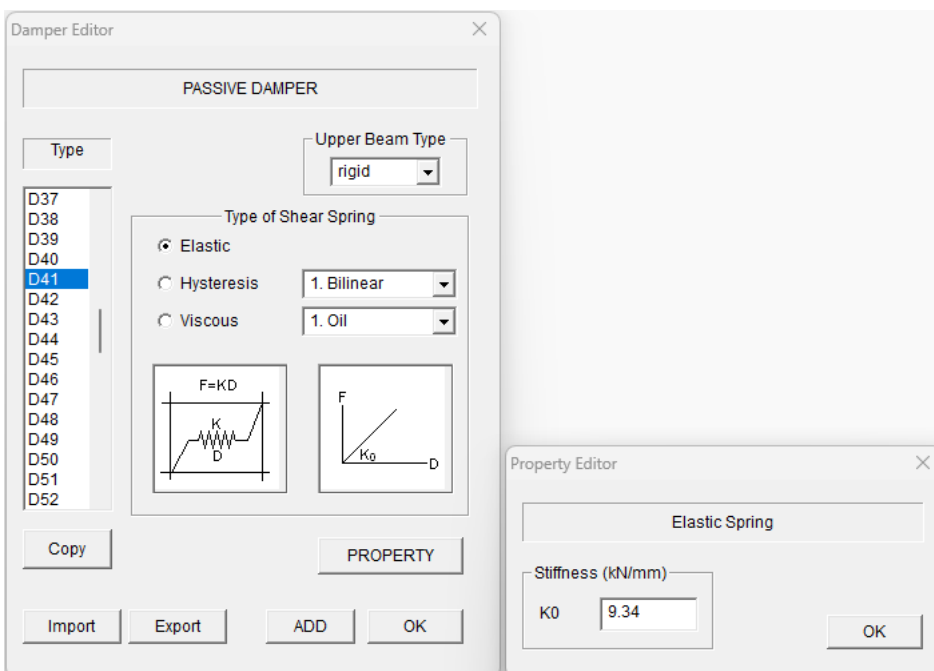 Damper Editor
PASSIVE DAMPER
Type
Upper Beam Type
rigid
D37
D38
D39
D40
D41
D42
D43
D44
D45
D46
D47
D48
D49
D50
D51
D52
Type of Shear Spring
Elastic
Hysteresis
1. Bilinear
Viscous
1. Oil
F=KD
K
D
F
K0
D
Copy
PROPERTY
Import
Export
ADD
OK
Property Editor
Elastic Spring
Stiffness (kN/mm)
K0
9.34
OK